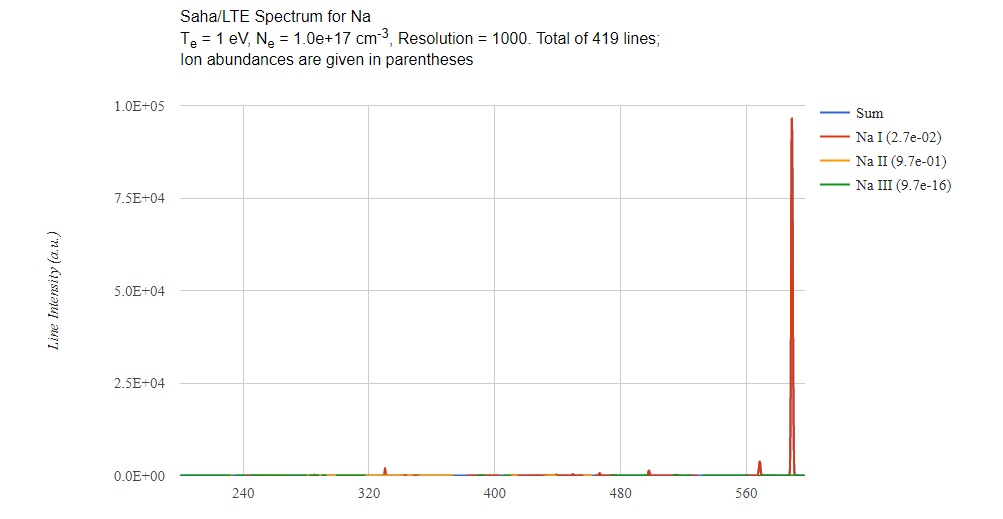 Saha/LTE Spectrum for Na
Te = 1 eV, Ne = 1.0e+17 cm-3, Resolution = 1000. Total of 419 lines;
Ion abundances are given in parentheses
1.0E+05
7.5E+04
5.0E+04
2.5E+04
0.0E+00
Line Intensity (a.u.)
240
320
400
480
560
Sum
Na I (2.7e-02)
Na II (9.7e-01)
Na III (9.7e-16)